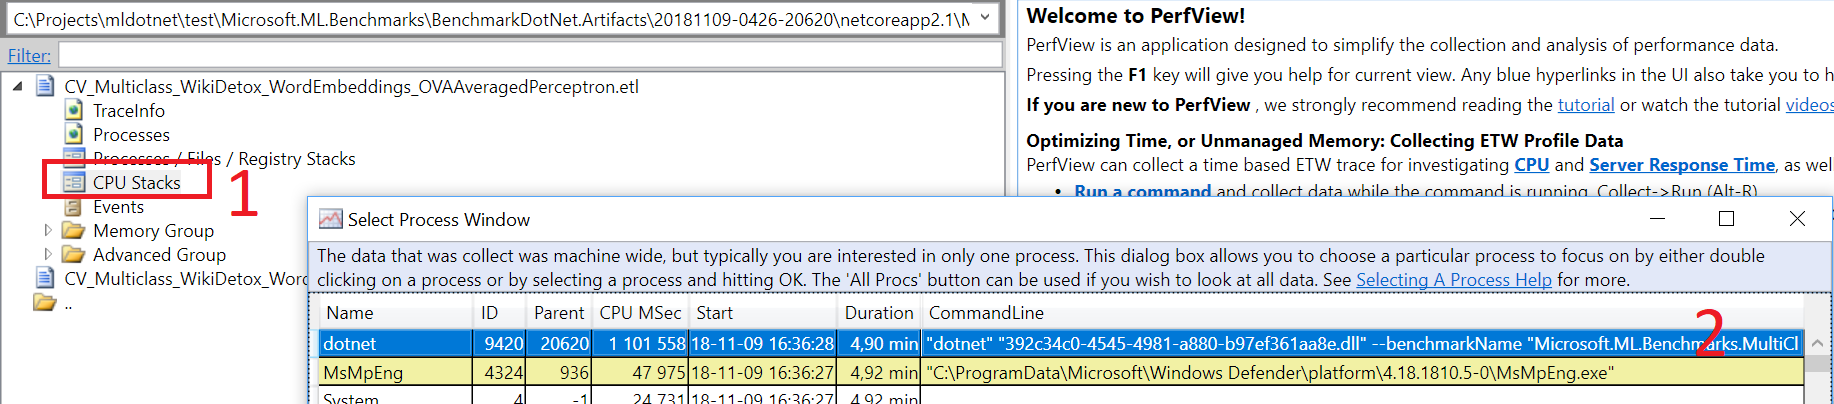 C:\Projects\mldotnet\test\Microsoft.ML.Benchmarks\BenchmarkDotNet.Artifacts\20181109-0426-20620\netcoreapp2.1\M
Filter:
CV_Multiclass_WikiDetox_WordEmbeddings_OVAAveragedPerceptron.etl
TraceInfo
Processes
Processes / Files / Registry Stacks
CPU Stacks
1
Events
Memory Group
Advanced Group
CV_Multiclass_WikiDetox_Word
..
Welcome to PerfView!
PerfView is an application designed to simplify the collection and analysis of performance data.
Pressing the F1 key will give you help for current view. Any blue hyperlinks in the UI also take you to h
If you are new to PerfView , we strongly recommend reading the tutorial or watch the tutorial videos
Optimizing Time, or Unmanaged Memory: Collecting ETW Profile Data
PerfView can collect a time based ETW trace for investigating CPU and Server Response Time, as wel
• Run a command and collect data while the command is running. Collect->Run (Alt-R)
Select Process Window
The data that was collect was machine wide, but typically you are interested in only one process. This dialog box allows you to choose a particular process to focus on by either double
clicking on a process or by selecting a process and hitting OK. The 'All Procs' button can be used if you wish to look at all data. See Selecting A Process Help for more.
2
Name ID Parent CPU MSec Start Duration CommandLine
dotnet 9420 20620 1 101 558 18-11-09 16:36:28 4,90 min "dotnet" "392c34c0-4545-4981-a880-b97ef361aa8e.dll" --benchmarkName "Microsoft.ML.Benchmarks.MultiCl
MsMpEng 4324 936 47 975 18-11-09 16:36:27 4,92 min "C:\ProgramData\Microsoft\Windows Defender\platform\4.18.1810.5-0\MsMpEng.exe"
System 4 -1 24 731 18-11-09 16:36:27 4,92 min